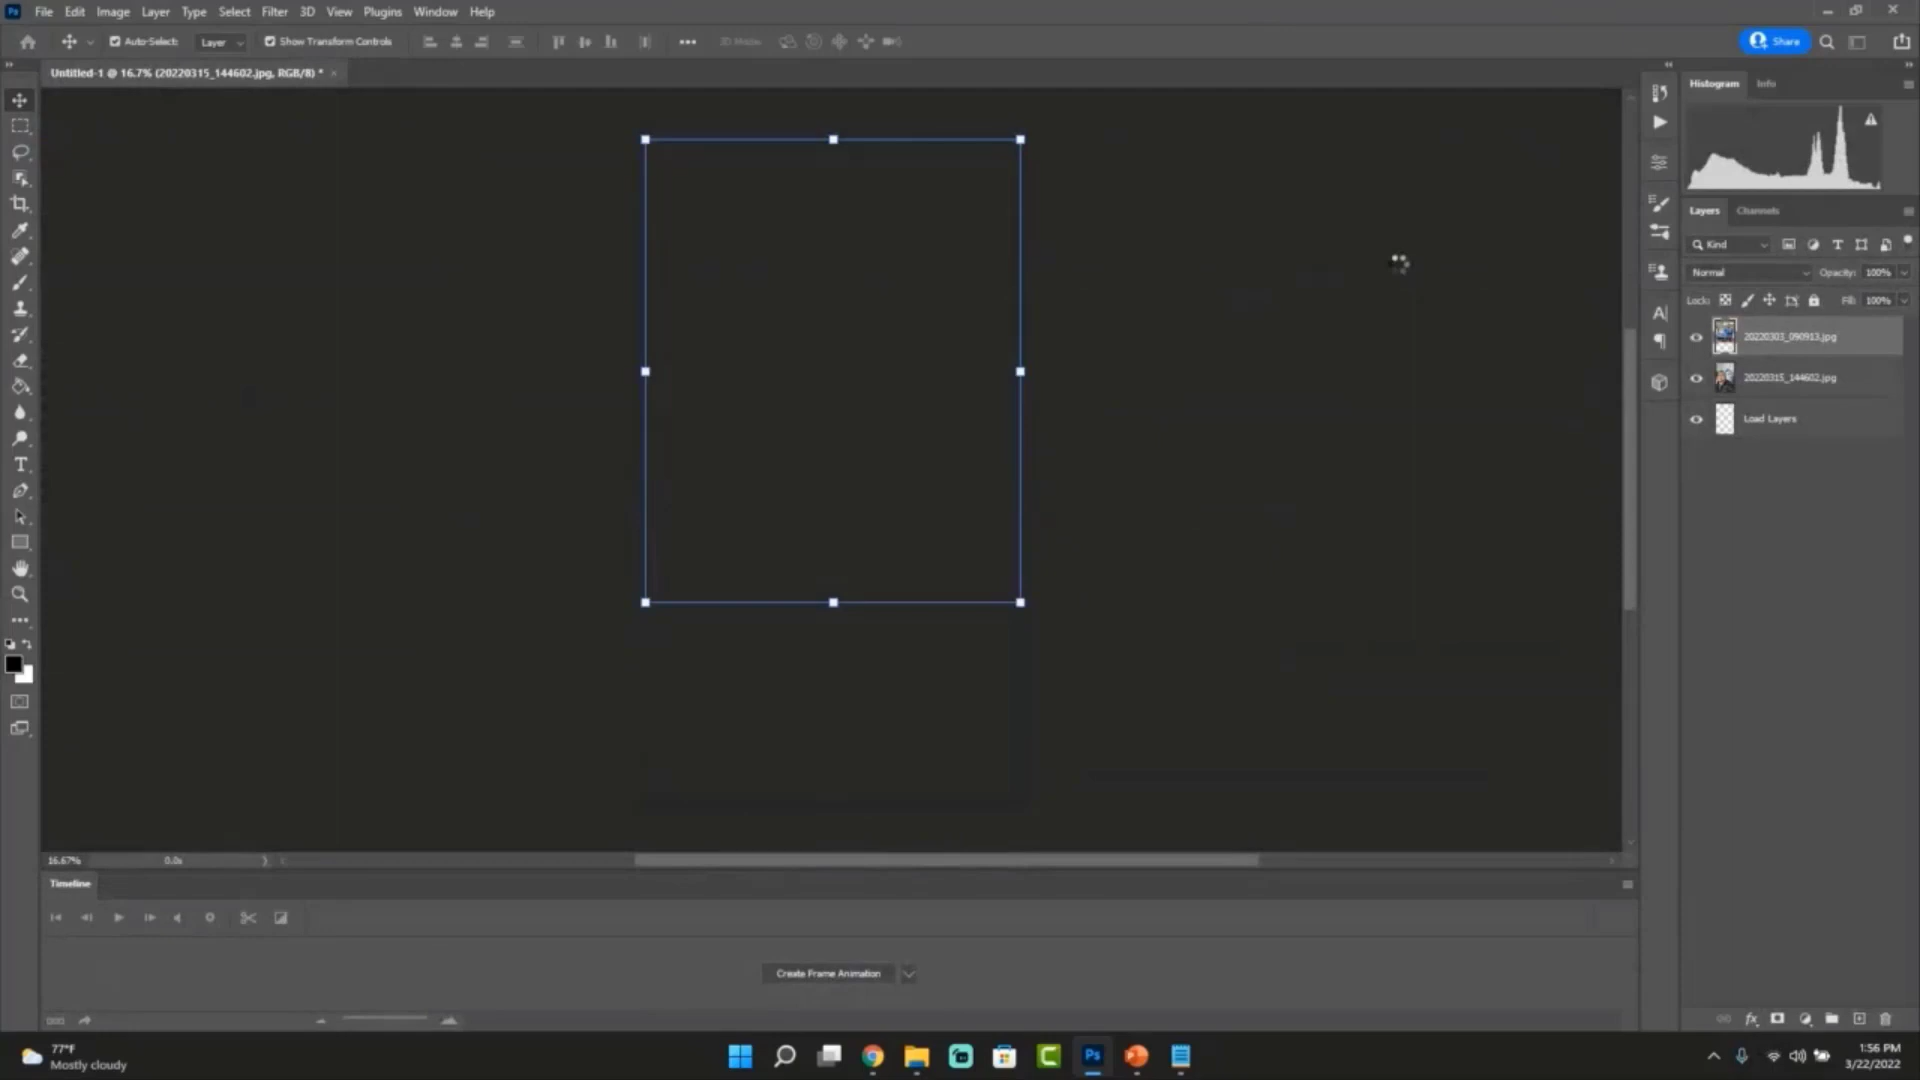 Ps File Edit Image Layer Type Select Filter 3D View Plugins Window Help
Auto-Select: Layer Show Transform Controls 3D Mode: Share
Untitled-1 @ 16.7% (20220315_144602.jpg, RGB/8) * ×
Histogram Info
Layers Channels
Kind
Normal Opacity: 100%
Lock: Fill: 100%
20220303_090913.jpg
20220315_144602.jpg
Load Layers
16.67% 0.0s
Timeline
Create Frame Animation
77°F
Mostly cloudy
Ps
1:56 PM
3/22/2022